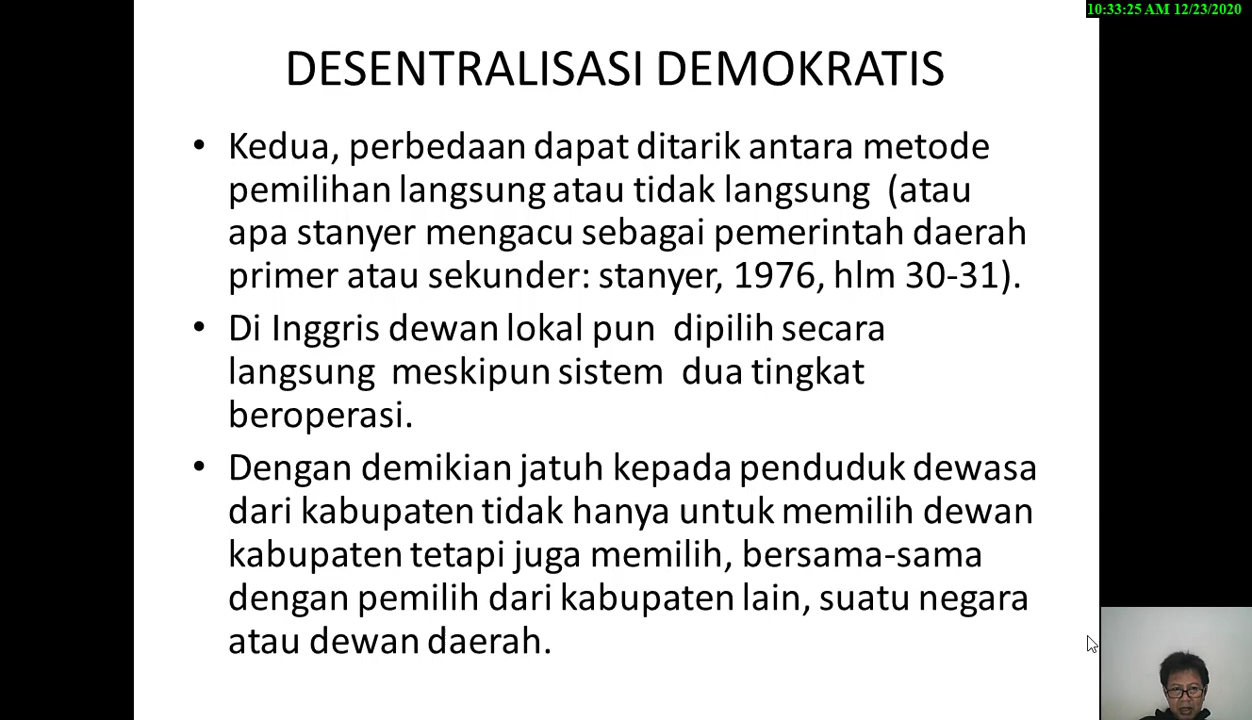 10:33:25 AM 12/23/2020
DESENTRALISASI DEMOKRATIS
• Kedua, perbedaan dapat ditarik antara metode
pemilihan langsung atau tidak langsung (atau
apa stanyer mengacu sebagai pemerintah daerah
primer atau sekunder: stanyer, 1976, hlm 30-31).
• Di Inggris dewan lokal pun dipilih secara
langsung meskipun sistem dua tingkat
beroperasi.
• Dengan demikian jatuh kepada penduduk dewasa
dari kabupaten tidak hanya untuk memilih dewan
kabupaten tetapi juga memilih, bersama-sama
dengan pemilih dari kabupaten lain, suatu negara
atau dewan daerah.